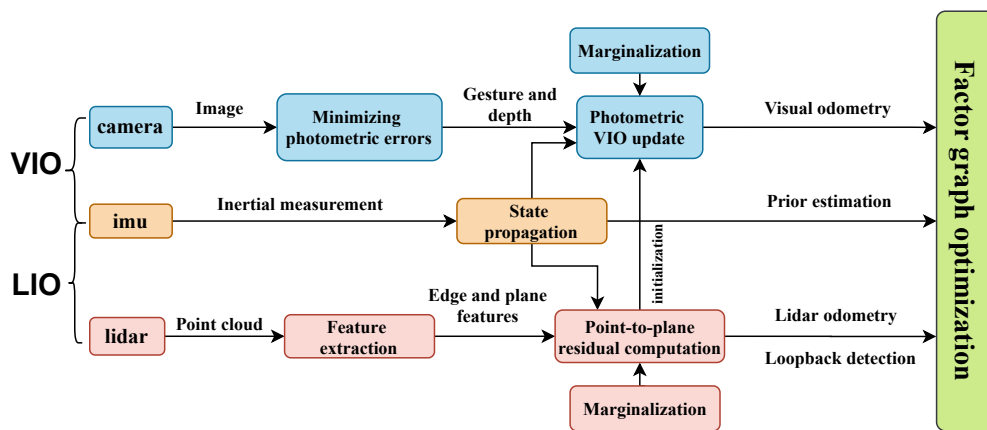 Marginalization
Image
Gesture and
depth
camera
Minimizing
photometric errors
Photometric
VIO update
Visual odometry
VIO
Inertial measurement
Prior estimation
imu
State
propagation
LIO
initialization
Edge and plane
features
Point cloud
Lidar odometry
lidar
Feature
extraction
Point-to-plane
residual computation
Loopback detection
Marginalization
Factor graph optimization